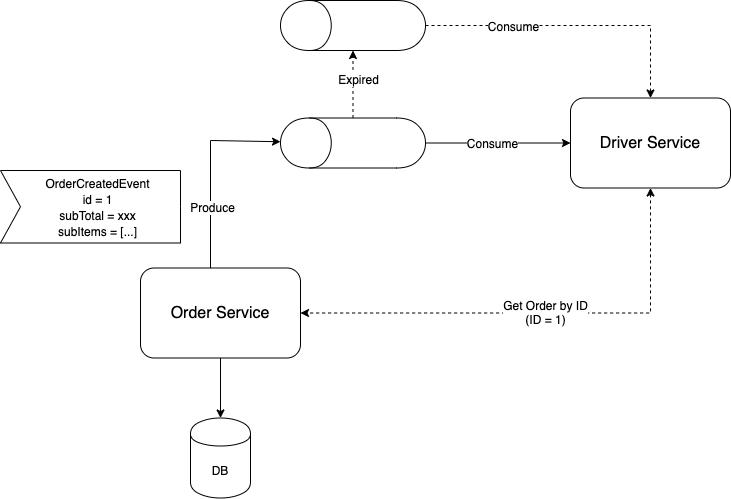 Consume
Expired
Consume
Driver Service
OrderCreatedEvent
id = 1
subTotal = xxx
subItems = [...]
Produce
Order Service
Get Order by ID
(ID = 1)
DB